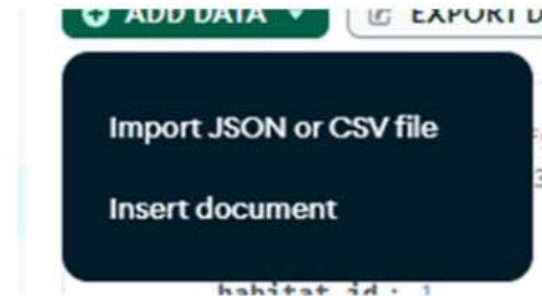 ADD DATA EXPORT D
Import JSON or CSV file
Insert document
habitat_id: 1